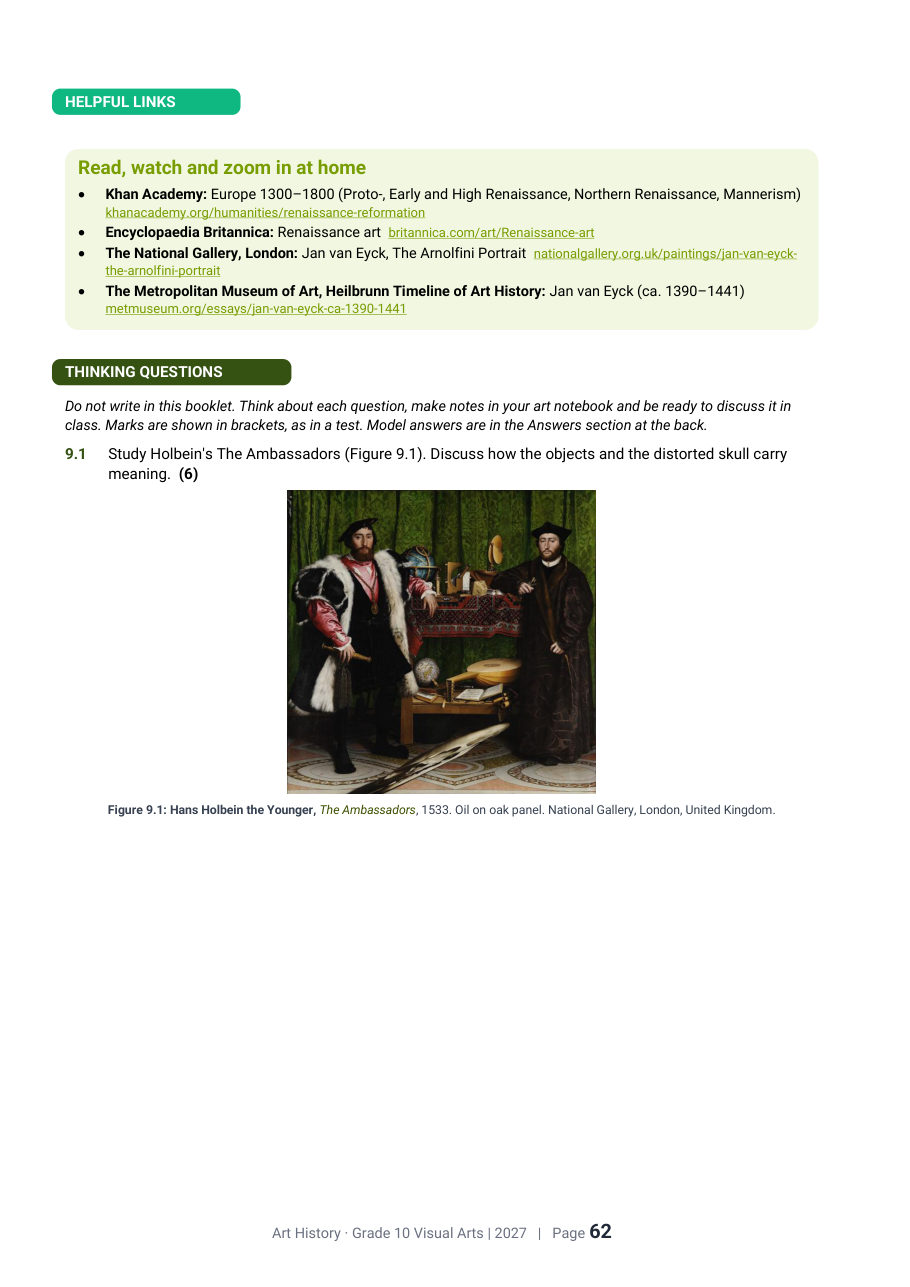 HELPFUL LINKS
Read, watch and zoom in at home
• Khan Academy: Europe 1300–1800 (Proto-, Early and High Renaissance, Northern Renaissance, Mannerism)
khanacademy.org/humanities/renaissance-reformation
• Encyclopaedia Britannica: Renaissance art britannica.com/art/Renaissance-art
• The National Gallery, London: Jan van Eyck, The Arnolfini Portrait nationalgallery.org.uk/paintings/jan-van-eyck-
the-arnolfini-portrait
• The Metropolitan Museum of Art, Heilbrunn Timeline of Art History: Jan van Eyck (ca. 1390–1441)
metmuseum.org/essays/jan-van-eyck-ca-1390-1441
THINKING QUESTIONS
Do not write in this booklet. Think about each question, make notes in your art notebook and be ready to discuss it in
class. Marks are shown in brackets, as in a test. Model answers are in the Answers section at the back.
9.1 Study Holbein's The Ambassadors (Figure 9.1). Discuss how the objects and the distorted skull carry
meaning. (6)
Figure 9.1: Hans Holbein the Younger, The Ambassadors, 1533. Oil on oak panel. National Gallery, London, United Kingdom.
Art History · Grade 10 Visual Arts | 2027 | Page 62